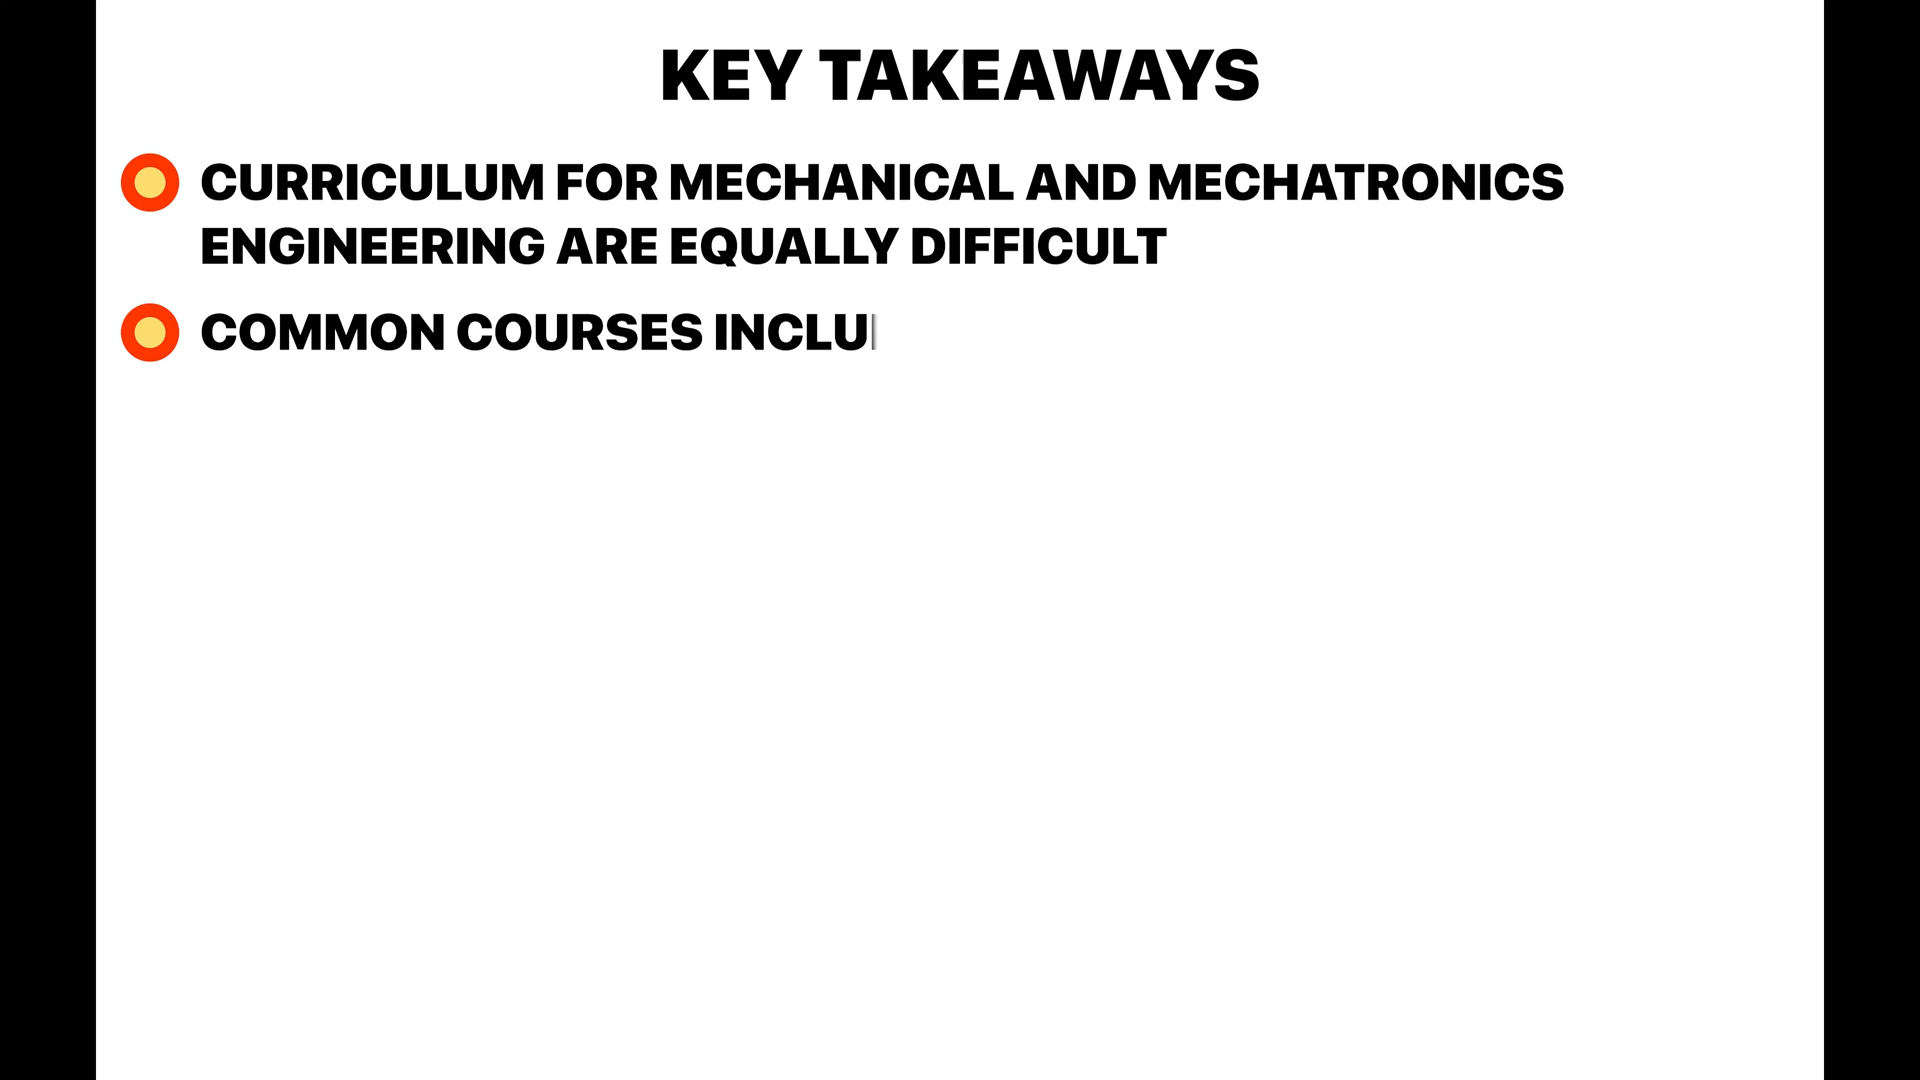 KEY TAKEAWAYS
CURRICULUM FOR MECHANICAL AND MECHATRONICS
ENGINEERING ARE EQUALLY DIFFICULT
COMMON COURSES INCLU